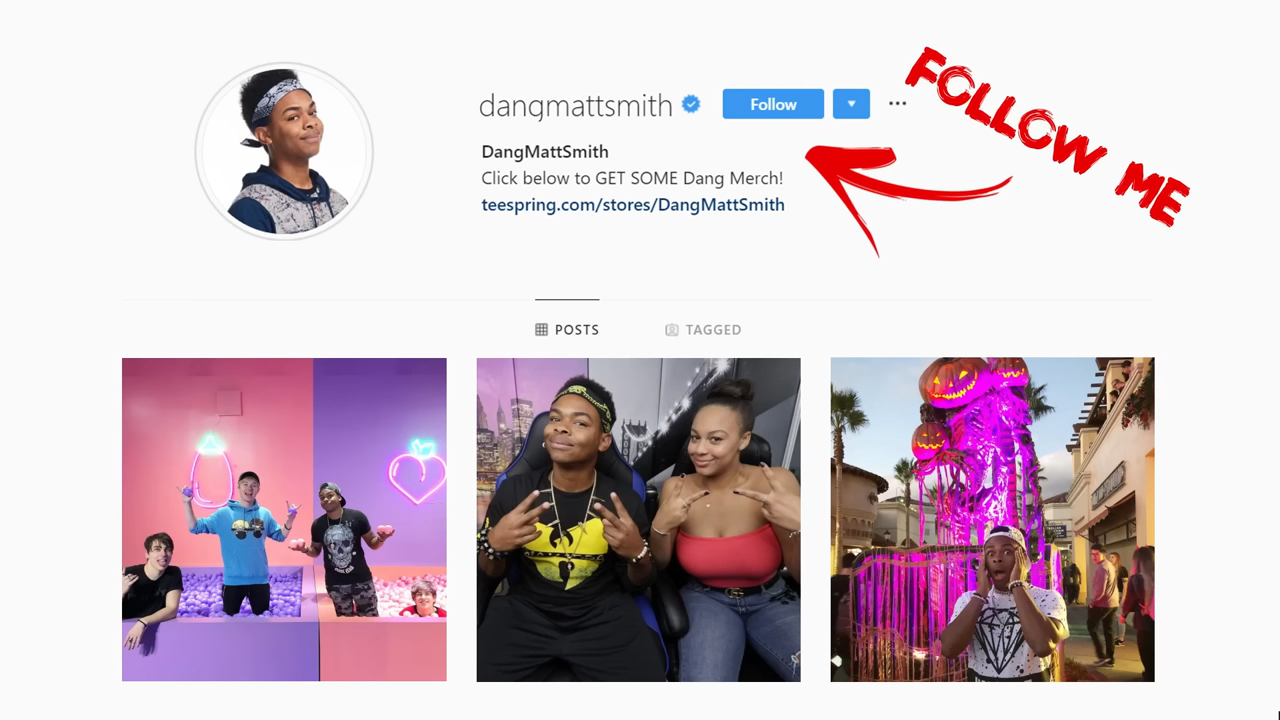 dangmattsmith
Follow
FOLLOW ME
DangMattSmith
Click below to GET SOME Dang Merch!
teespring.com/stores/DangMattSmith
POSTS
TAGGED